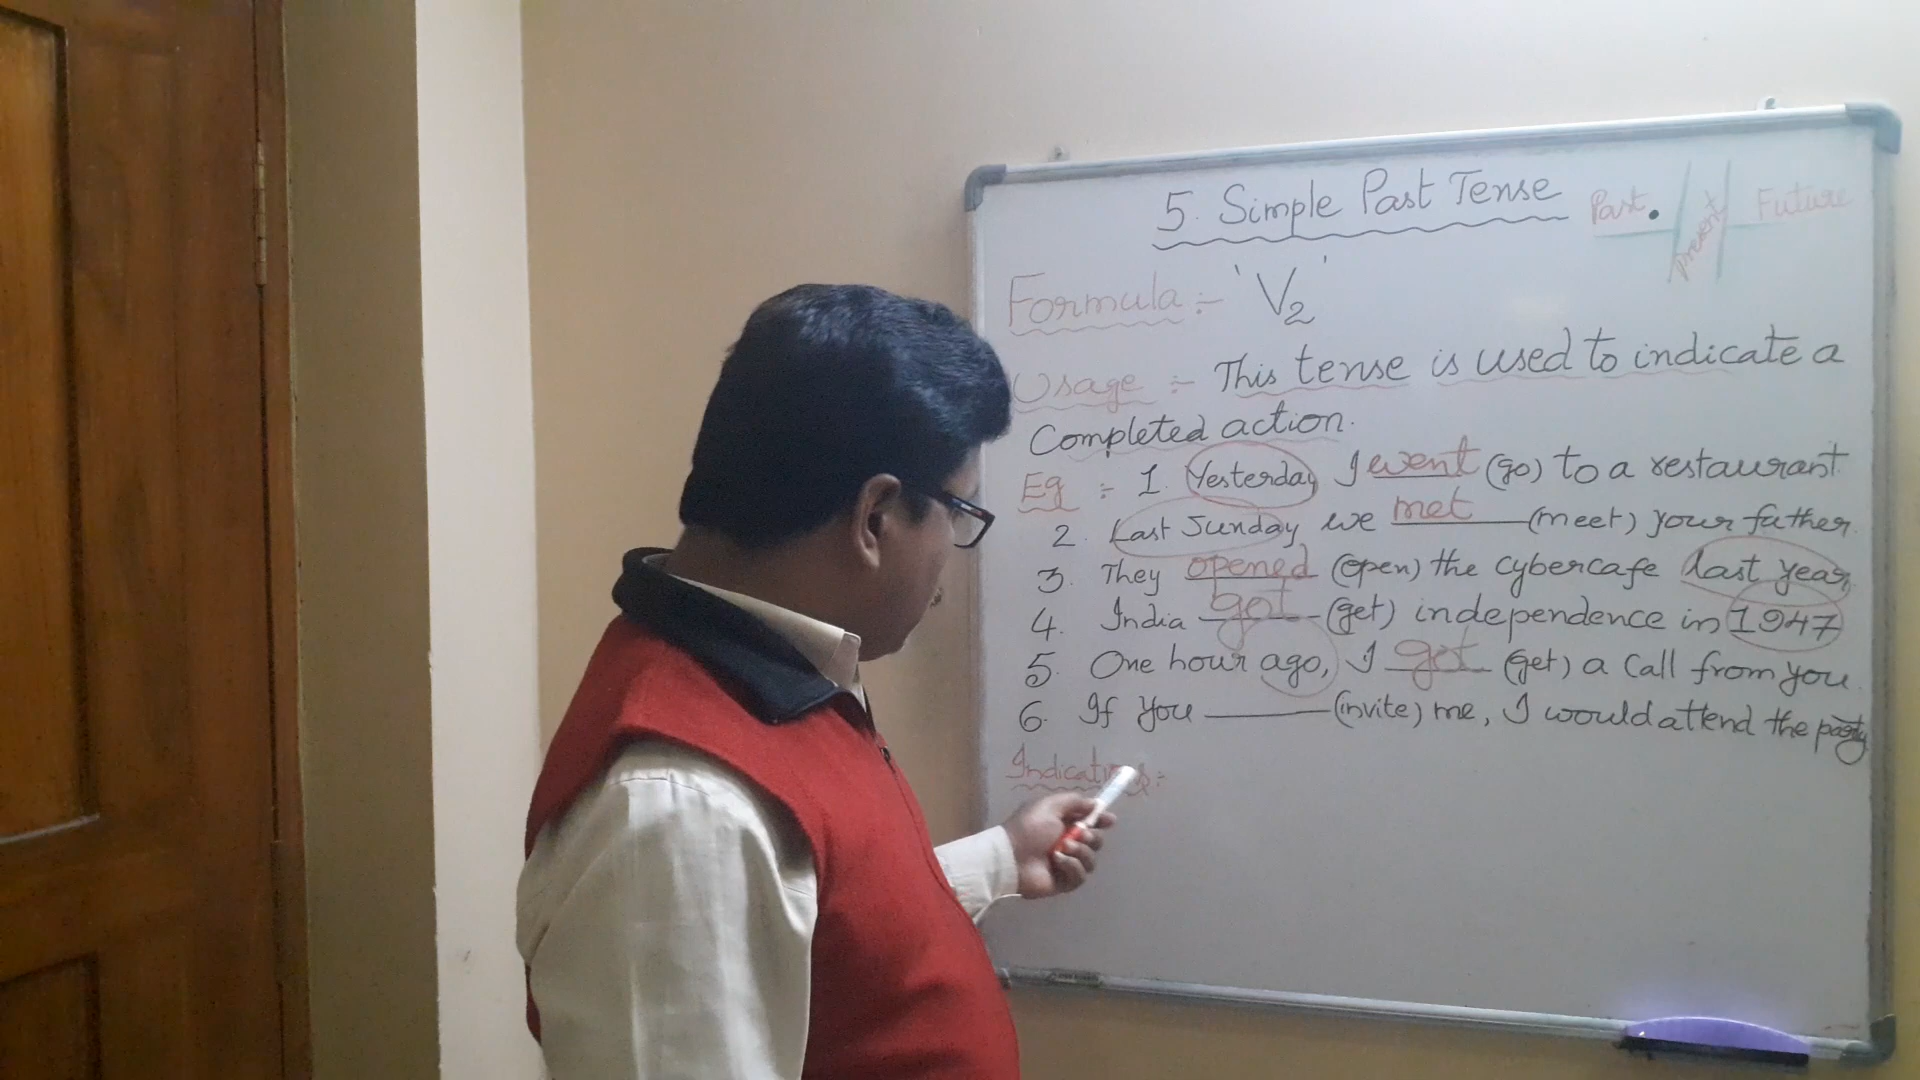 5. Simple Past Tense Past. Present Future
Formula :- 'V2'
Usage :- This tense is used to indicate a
Completed action.
Eg :- 1. Yesterday I went (go) to a restaurant
2. Last Sunday we met (meet) your father.
3. They opened (open) the cybercafe last year,
4. India got (get) independence in 1947
5. One hour ago, I got (get) a call from you.
6. If you ______ (invite) me, I would attend the party